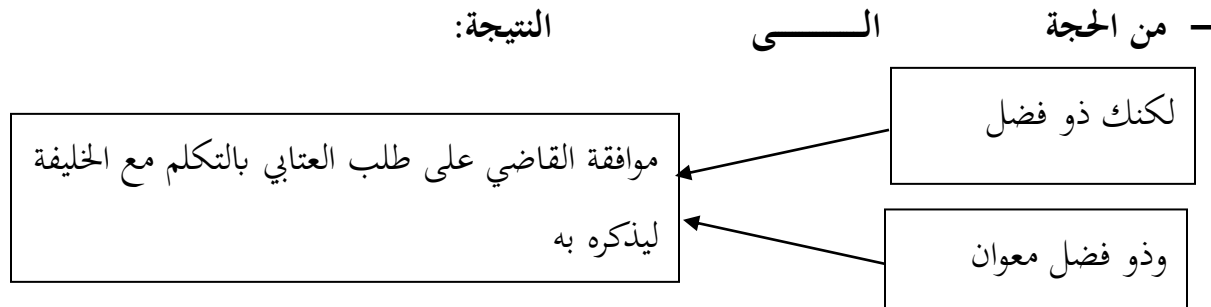 – من الحجة الــــــى النتيجة:
لكنك ذو فضل
موافقة القاضي على طلب العتابي بالتكلم مع الخليفة
ليذكره به
وذو فضل معوان